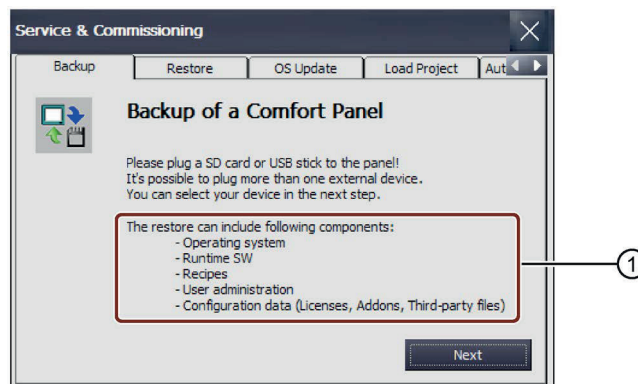 Service & Commissioning
Backup
Restore
OS Update
Load Project
Aut
Backup of a Comfort Panel
Please plug a SD card or USB stick to the panel!
It's possible to plug more than one external device.
You can select your device in the next step.
The restore can include following components:
- Operating system
- Runtime SW
- Recipes
- User administration
- Configuration data (Licenses, Addons, Third-party files)
1
Next